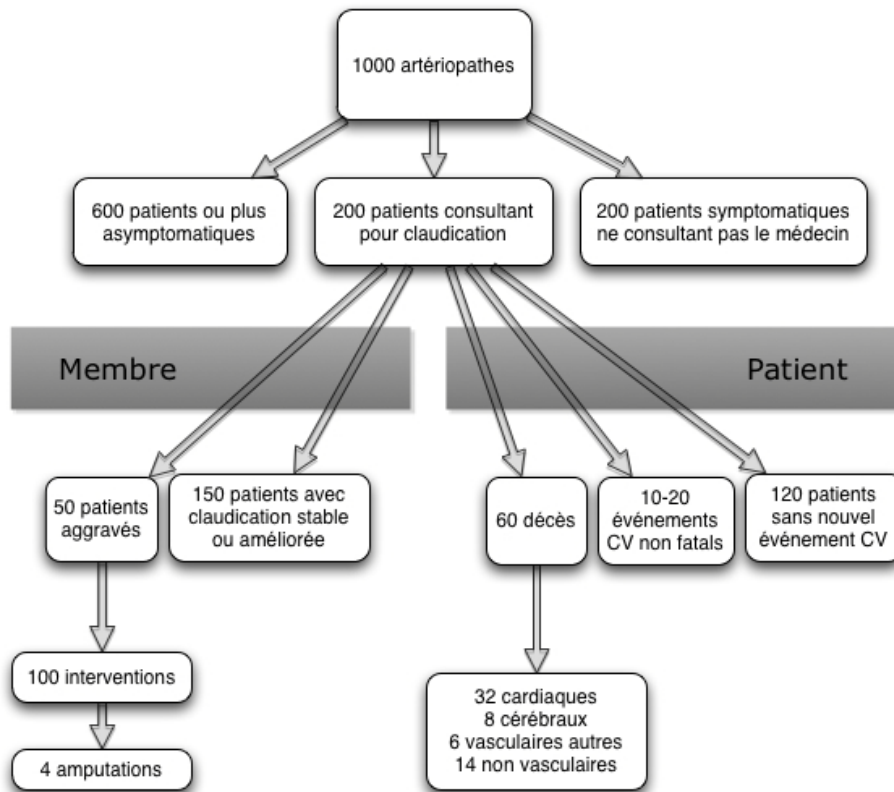 1000 artériopathes
600 patients ou plus
asymptomatiques
200 patients consultant
pour claudication
200 patients symptomatiques
ne consultant pas le médecin
Membre
Patient
50 patients
aggravés
150 patients avec
claudication stable
ou améliorée
60 décès
10-20
événements
CV non fatals
120 patients
sans nouvel
événement CV
100 interventions
4 amputations
32 cardiaques
8 cérébraux
6 vasculaires autres
14 non vasculaires